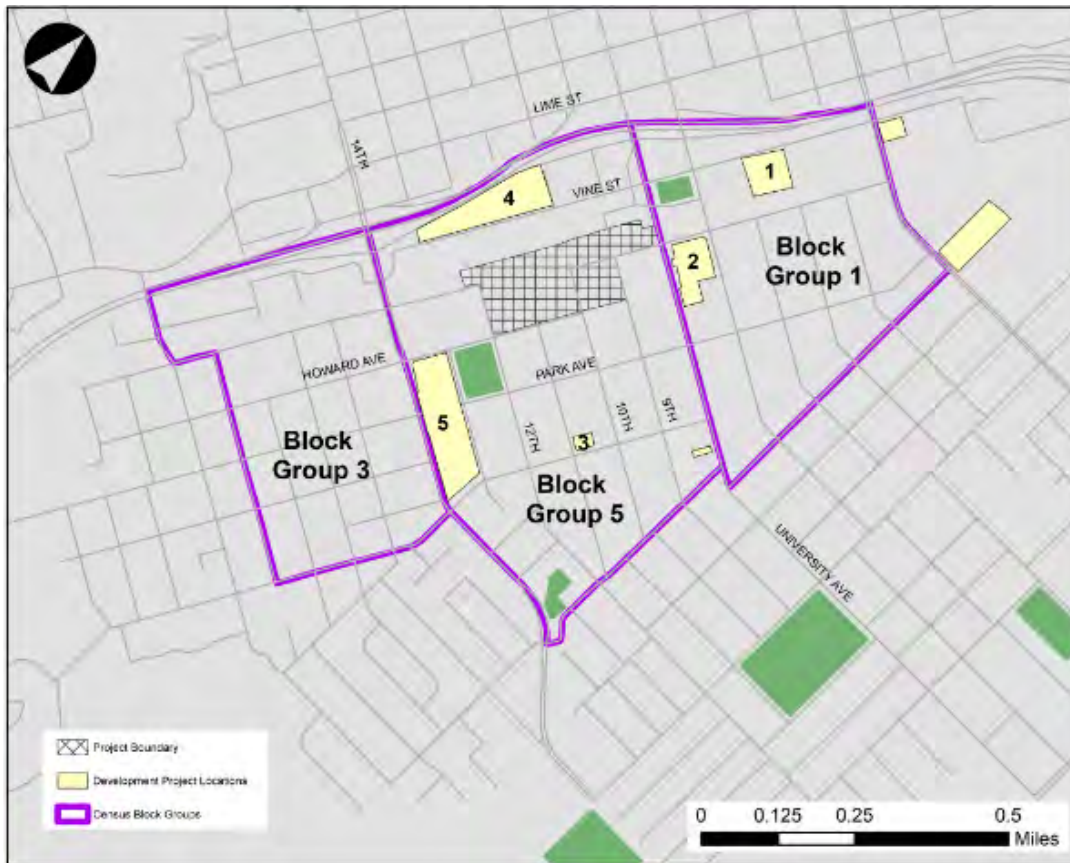 LIME ST
14TH
4
VINE ST
1
2
Block
Group 1
HOWARD AVE
PARK AVE
5
12TH
10TH
9TH
3
Block
Group 3
Block
Group 5
UNIVERSITY AVE
Project Boundary
Development Project Locations
Census Block Groups
0 0.125 0.25 0.5
Miles